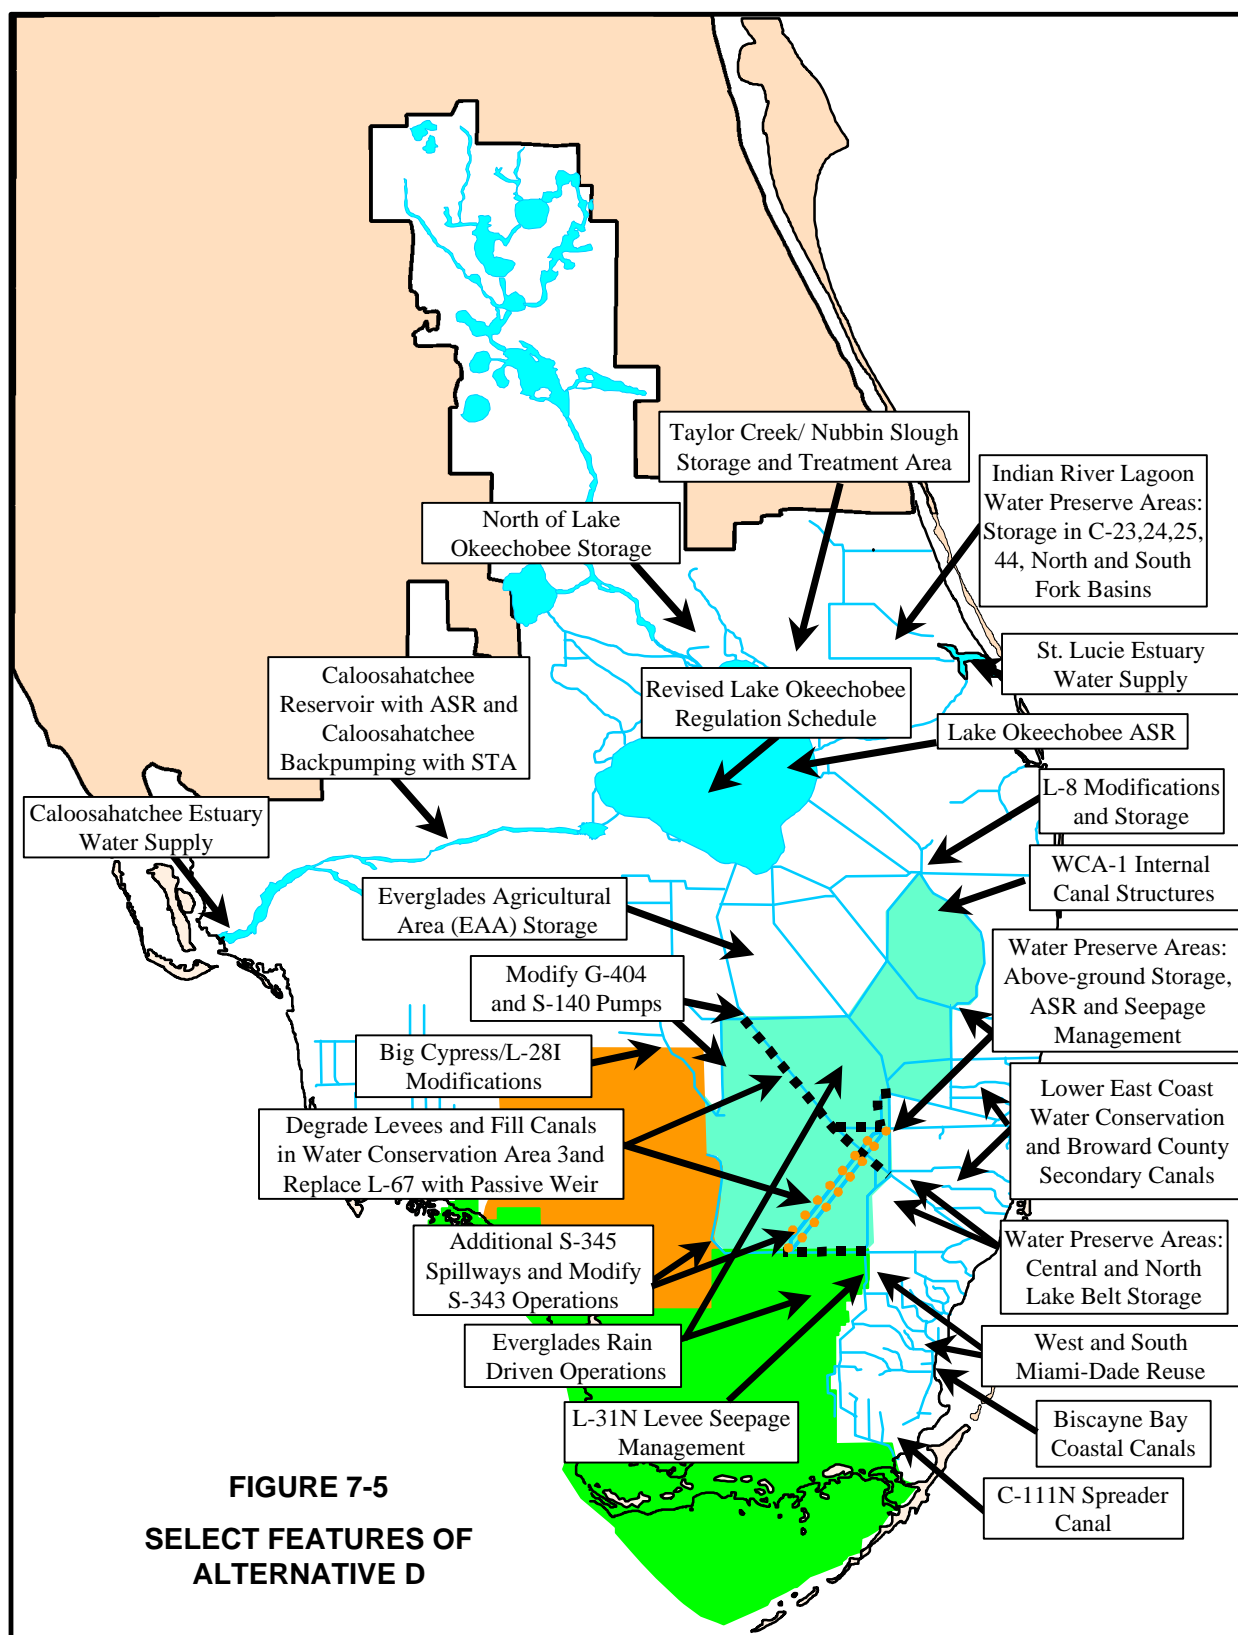 Taylor Creek/ Nubbin Slough
Storage and Treatment Area
Indian River Lagoon
Water Preserve Areas:
Storage in C-23,24,25,
44, North and South
Fork Basins
North of Lake
Okeechobee Storage
St. Lucie Estuary
Water Supply
Caloosahatchee
Reservoir with ASR and
Caloosahatchee
Backpumping with STA
Revised Lake Okeechobee
Regulation Schedule
Lake Okeechobee ASR
L-8 Modifications
and Storage
Caloosahatchee Estuary
Water Supply
WCA-1 Internal
Canal Structures
Everglades Agricultural
Area (EAA) Storage
Water Preserve Areas:
Above-ground Storage,
ASR and Seepage
Management
Modify G-404
and S-140 Pumps
Big Cypress/L-28I
Modifications
Lower East Coast
Water Conservation
and Broward County
Secondary Canals
Degrade Levees and Fill Canals
in Water Conservation Area 3and
Replace L-67 with Passive Weir
Additional S-345
Spillways and Modify
S-343 Operations
Water Preserve Areas:
Central and North
Lake Belt Storage
Everglades Rain
Driven Operations
West and South
Miami-Dade Reuse
L-31N Levee Seepage
Management
Biscayne Bay
Coastal Canals
C-111N Spreader
Canal
FIGURE 7-5
SELECT FEATURES OF
ALTERNATIVE D